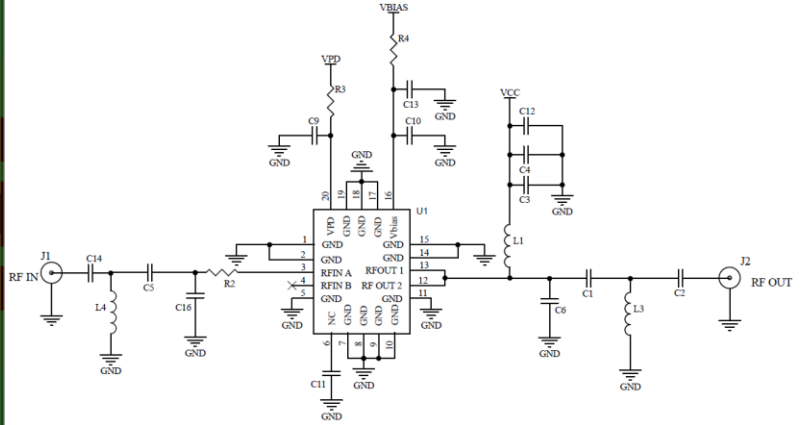 VBIAS
R4
VPD
R3
C13
GND
VCC
C12
C9
C10
GND
GND
GND
C4
C3
GND
20
19
18
17
16
U1
VPD
GND
GND
GND
Vbias
1
GND
GND
15
L1
2
GND
GND
14
J1
C14
C5
R2
3
RFIN A
RFOUT 1
13
J2
RF IN
4
RFIN B
RF OUT 2
12
C1
C2
RF OUT
L4
C16
5
GND
GND
11
C6
L3
GND
GND
NC
GND
GND
GND
GND
6
7
8
9
10
GND
GND
GND
GND
C11
GND
GND
GND